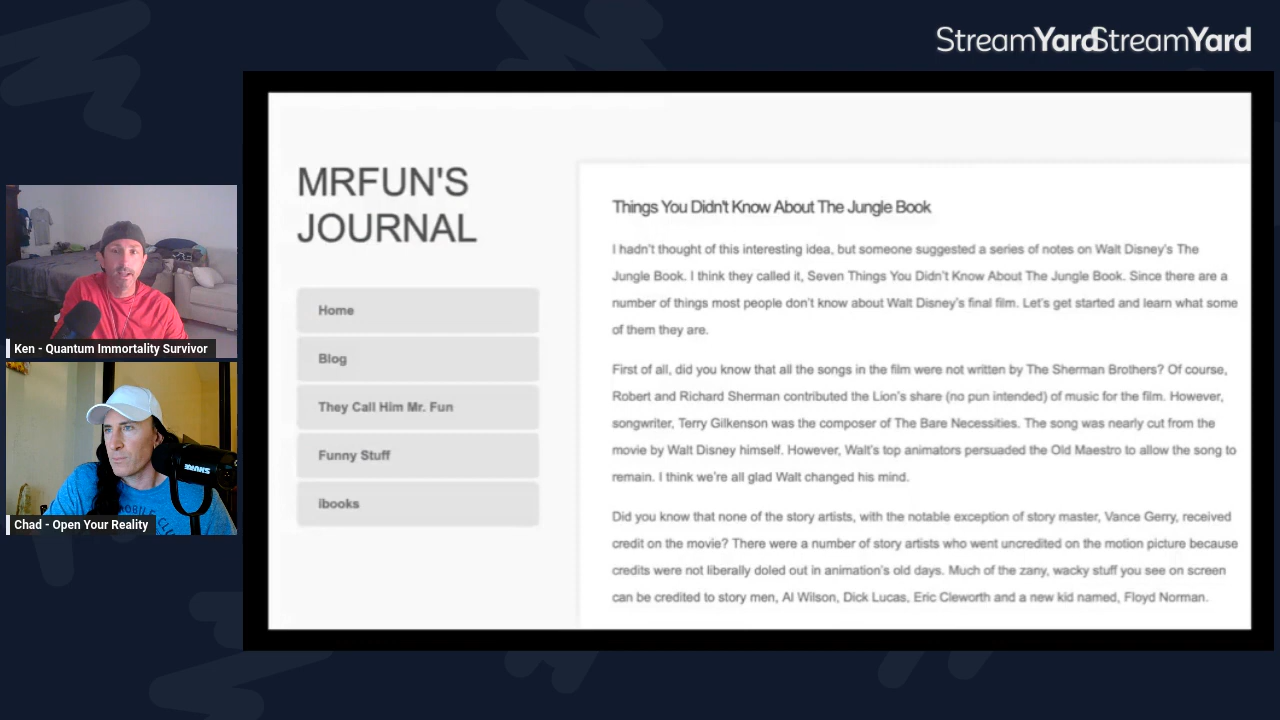 StreamYardStreamYard
MRFUN'S
JOURNAL
Home
Blog
They Call Him Mr. Fun
Funny Stuff
ibooks
Things You Didn't Know About The Jungle Book
I hadn't thought of this interesting idea, but someone suggested a series of notes on Walt Disney's The
Jungle Book. I think they called it, Seven Things You Didn't Know About The Jungle Book. Since there are a
number of things most people don't know about Walt Disney's final film. Let's get started and learn what some
of them they are.
First of all, did you know that all the songs in the film were not written by The Sherman Brothers? Of course,
Robert and Richard Sherman contributed the Lion's share (no pun intended) of music for the film. However,
songwriter, Terry Gilkenson was the composer of The Bare Necessities. The song was nearly cut from the
movie by Walt Disney himself. However, Walt's top animators persuaded the Old Maestro to allow the song to
remain. I think we're all glad Walt changed his mind.
Did you know that none of the story artists, with the notable exception of story master, Vance Gerry, received
credit on the movie? There were a number of story artists who went uncredited on the motion picture because
credits were not liberally doled out in animation's old days. Much of the zany, wacky stuff you see on screen
can be credited to story men, Al Wilson, Dick Lucas, Eric Cleworth and a new kid named, Floyd Norman.
Ken - Quantum Immortality Survivor
Chad - Open Your Reality